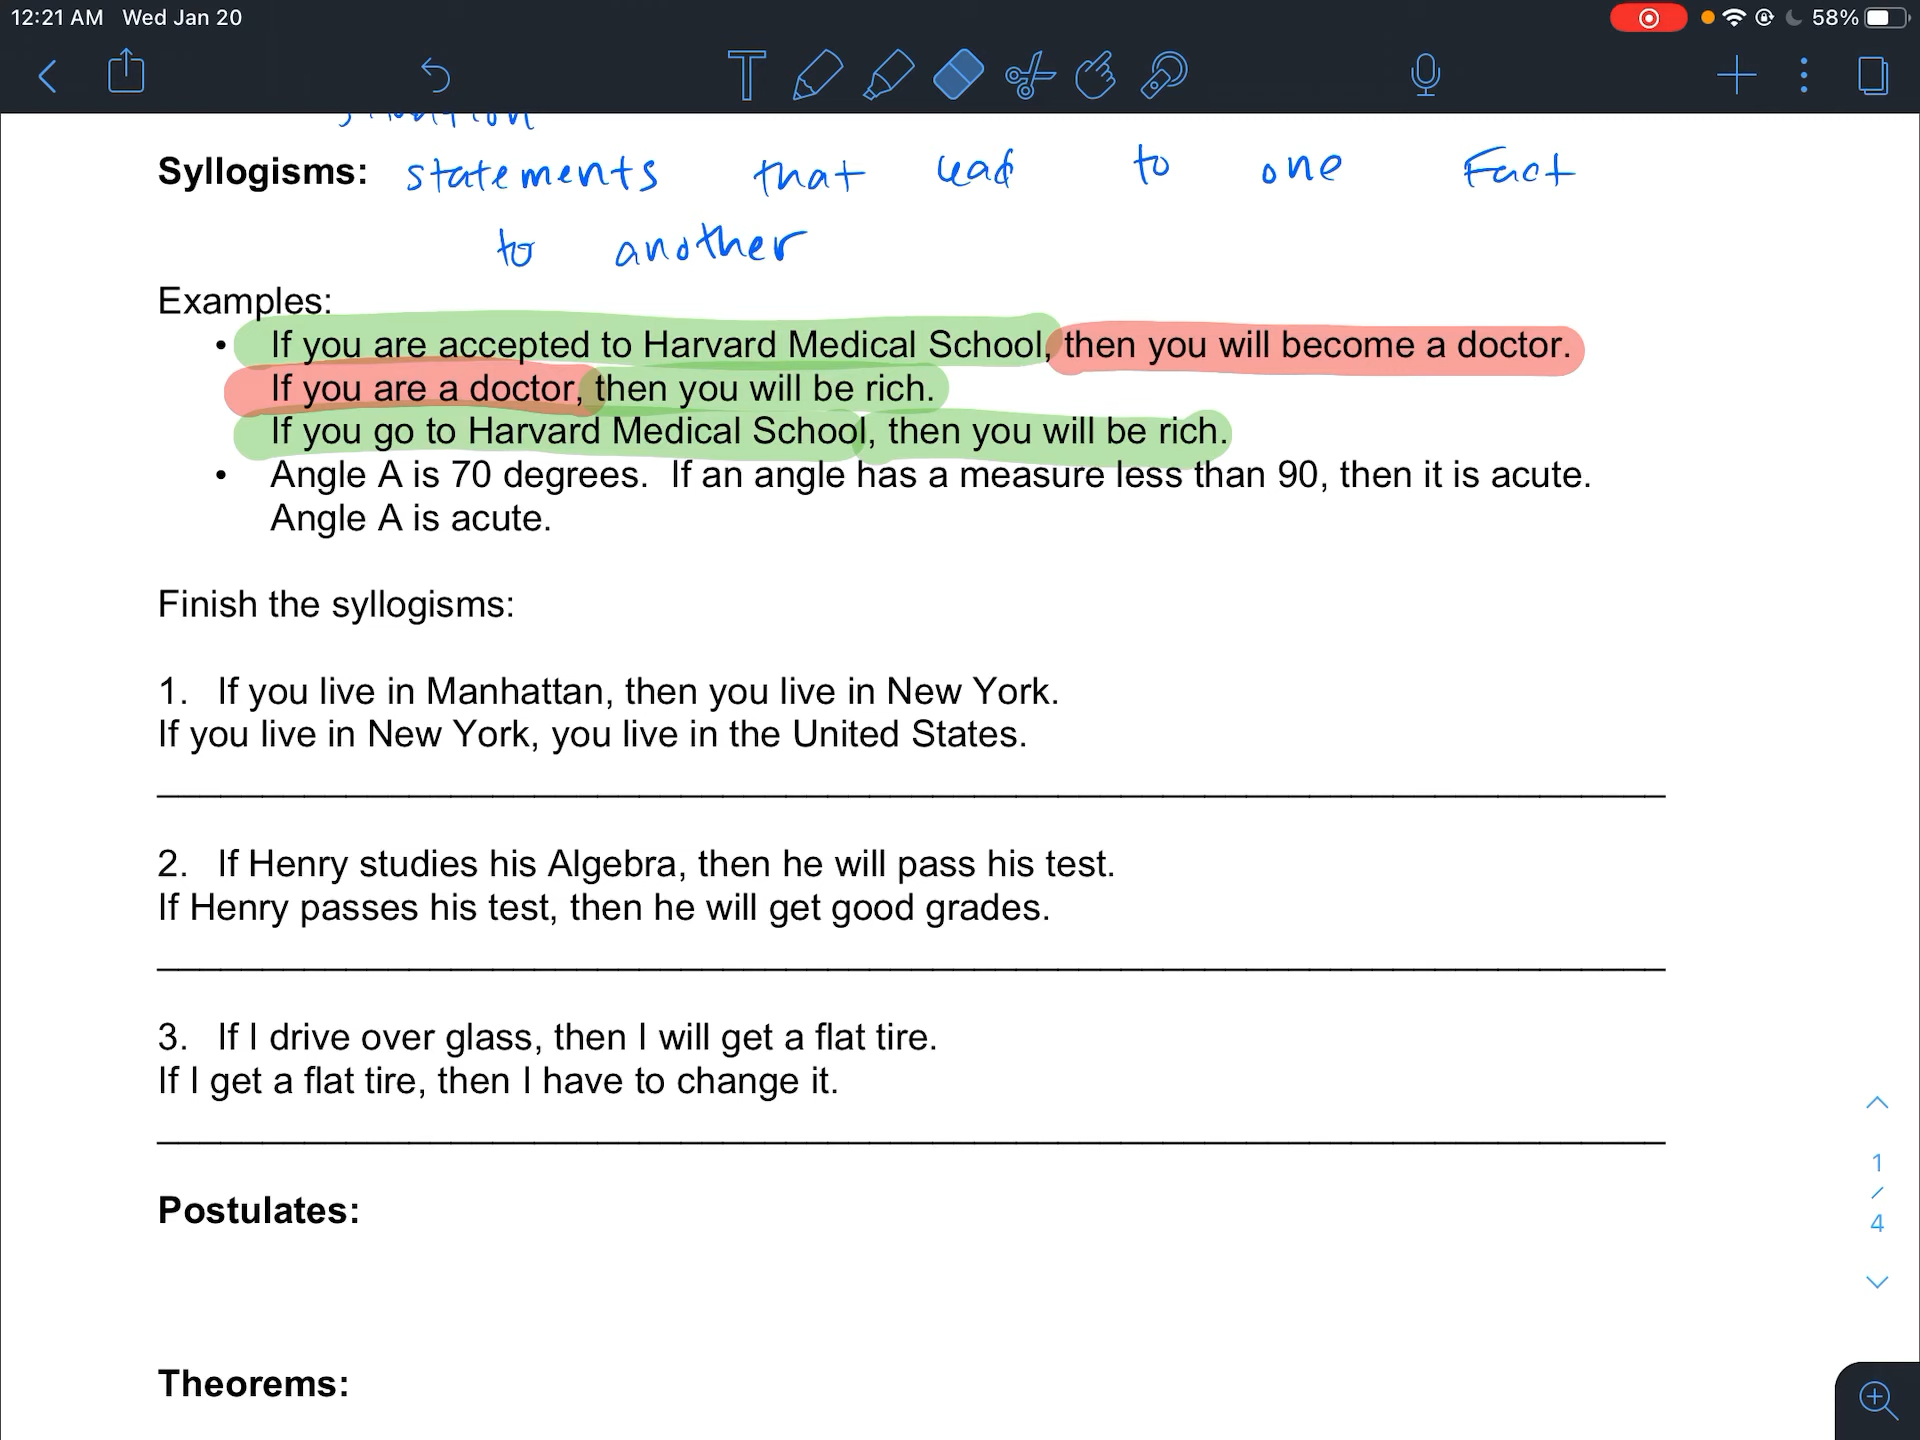 12:21 AM Wed Jan 20
58%
situation
Syllogisms: statements that lead to one Fact
to another
Examples:
• If you are accepted to Harvard Medical School, then you will become a doctor.
If you are a doctor, then you will be rich.
If you go to Harvard Medical School, then you will be rich.
• Angle A is 70 degrees. If an angle has a measure less than 90, then it is acute.
Angle A is acute.
Finish the syllogisms:
1. If you live in Manhattan, then you live in New York.
If you live in New York, you live in the United States.
2. If Henry studies his Algebra, then he will pass his test.
If Henry passes his test, then he will get good grades.
3. If I drive over glass, then I will get a flat tire.
If I get a flat tire, then I have to change it.
Postulates:
Theorems:
1
/
4